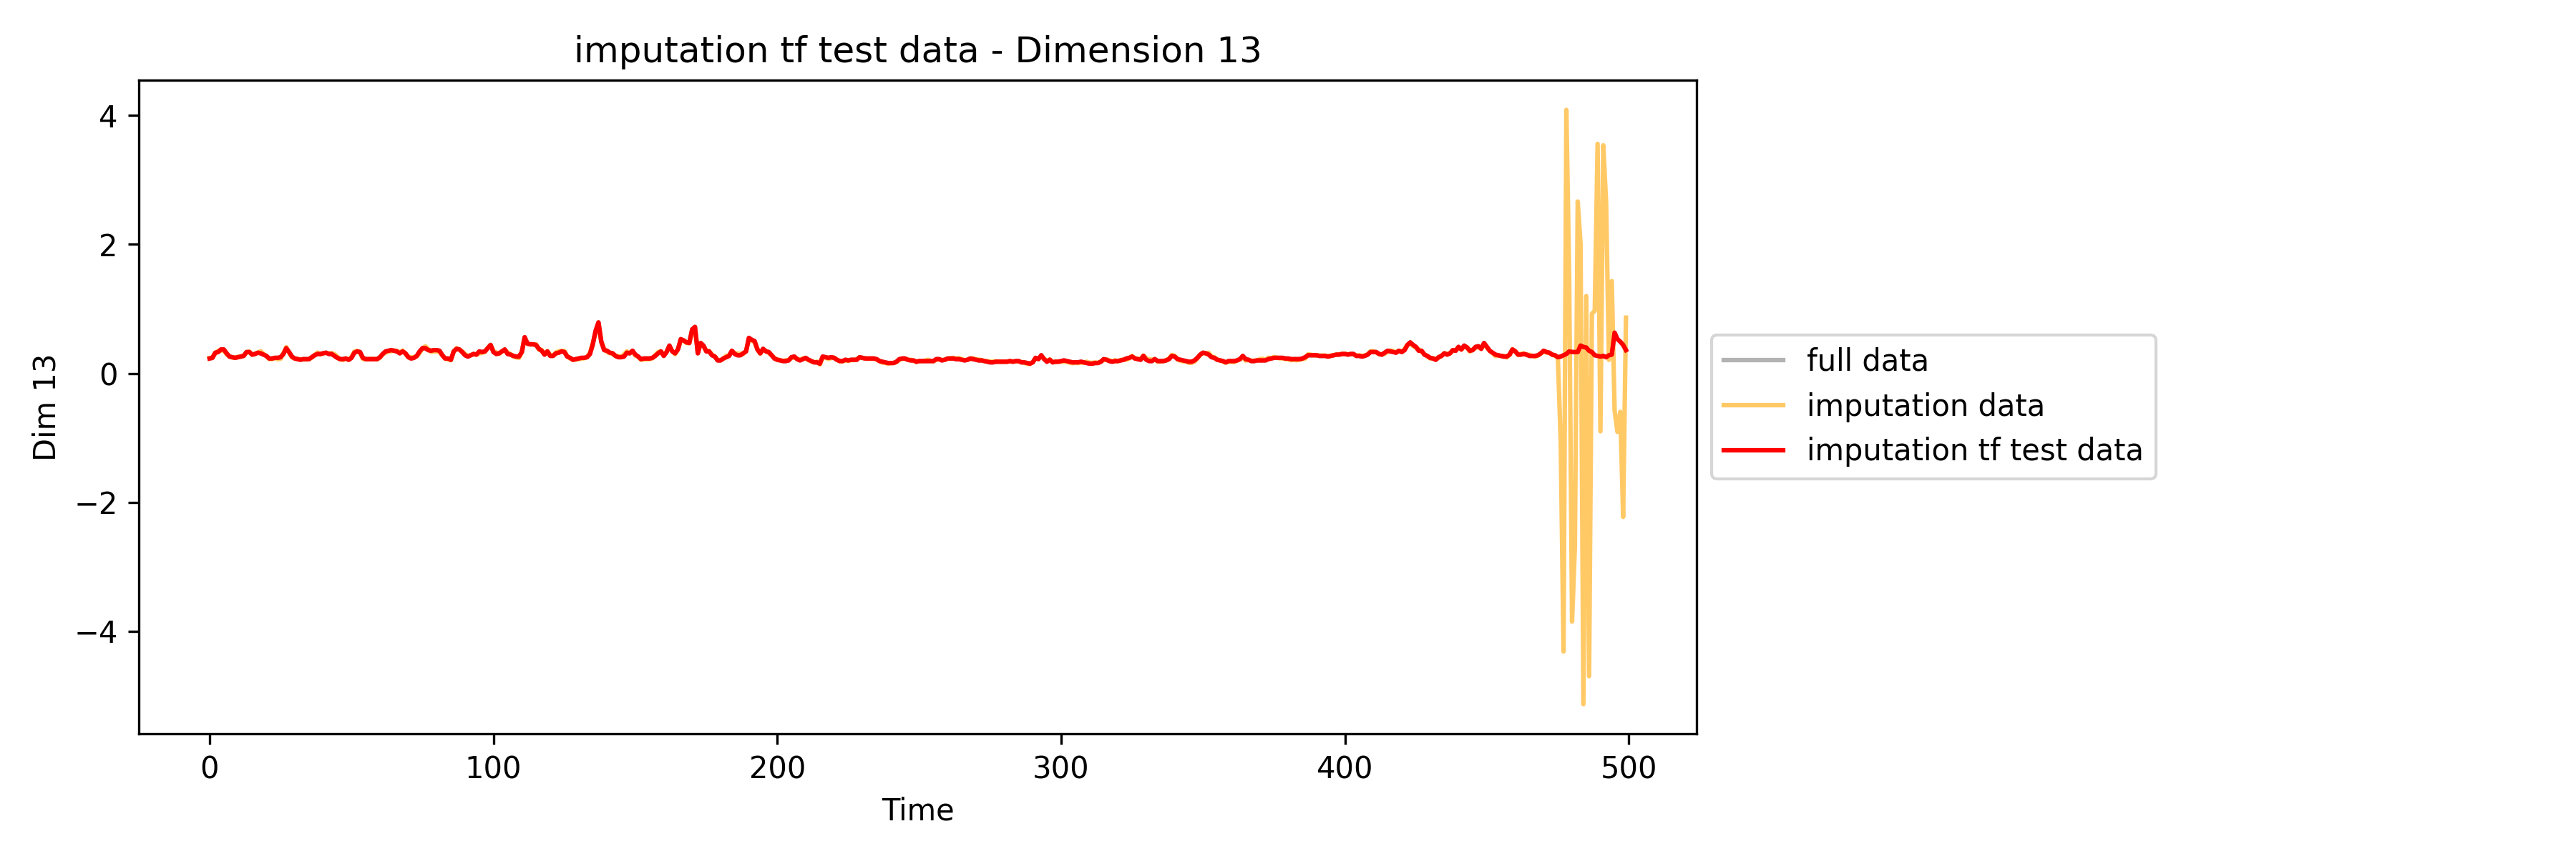 imputation tf test data - Dimension 13
4
2
0
−2
−4
Dim 13
0 100 200 300 400 500
Time
full data
imputation data
imputation tf test data